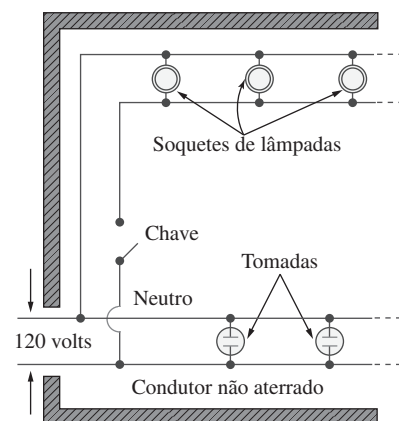 Soquetes de lâmpadas
Chave
Tomadas
Neutro
120 volts
Condutor não aterrado